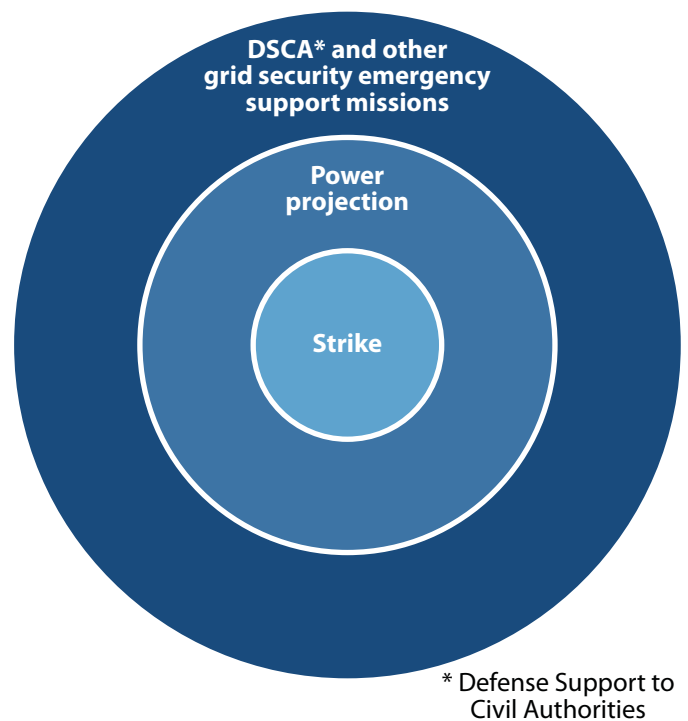 DSCA* and other
grid security emergency
support missions
Power
projection
Strike
* Defense Support to
Civil Authorities